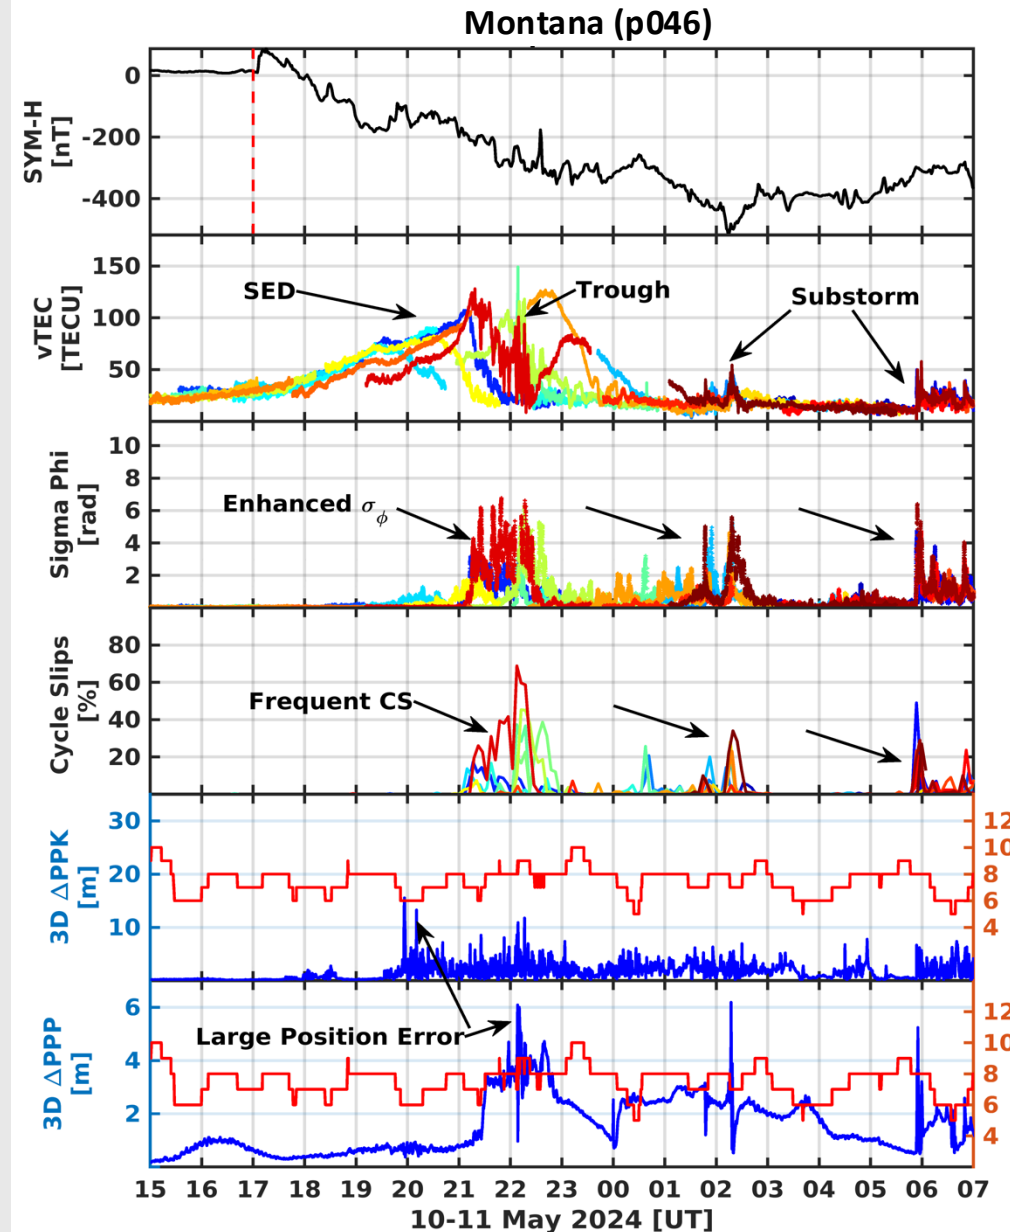 Montana (p046)
SYM-H
[nT]
0
-200
-400
vTEC
[TECU]
150
100
50
SED
Trough
Substorm
Sigma Phi
[rad]
10
8
6
4
2
Enhanced σϕ
Cycle Slips
[%]
80
60
40
20
Frequent CS
3D ΔPPK
[m]
30
20
10
12
10
8
6
4
Large Position Error
3D ΔPPP
[m]
6
4
2
12
10
8
6
4
15 16 17 18 19 20 21 22 23 00 01 02 03 04 05 06 07
10-11 May 2024 [UT]